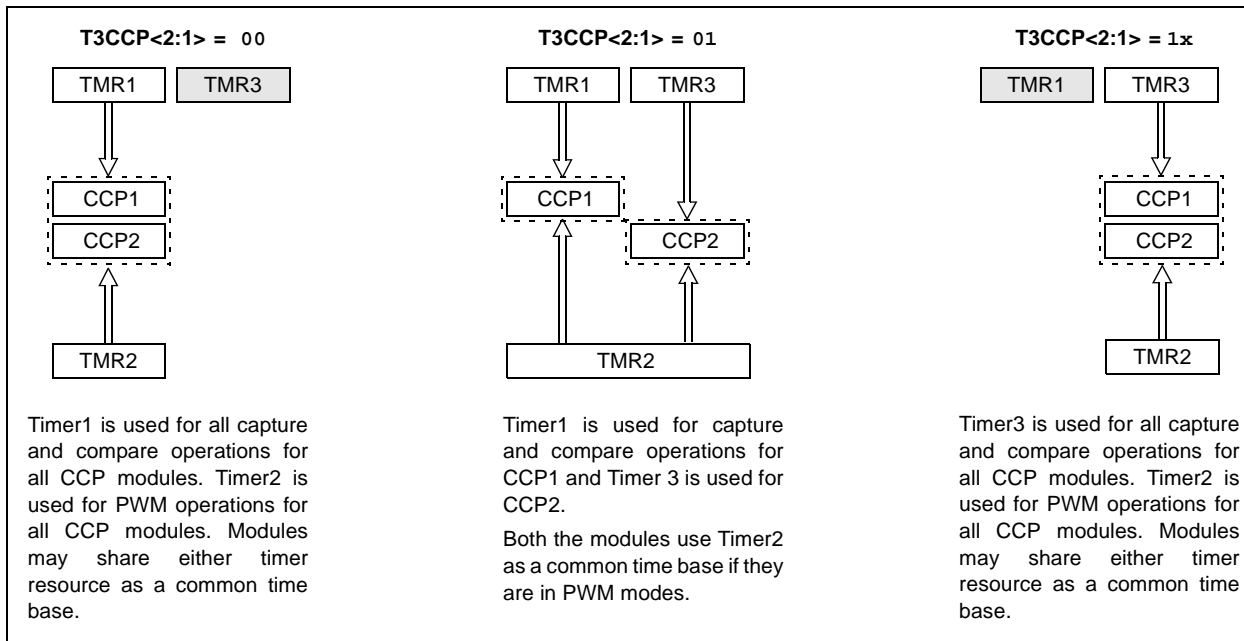 T3CCP<2:1> = 00
TMR1
TMR3
CCP1
CCP2
TMR2
Timer1 is used for all capture
and compare operations for
all CCP modules. Timer2 is
used for PWM operations for
all CCP modules. Modules
may share either timer
resource as a common time
base.
T3CCP<2:1> = 01
TMR1
TMR3
CCP1
CCP2
TMR2
Timer1 is used for capture
and compare operations for
CCP1 and Timer 3 is used for
CCP2.
Both the modules use Timer2
as a common time base if they
are in PWM modes.
T3CCP<2:1> = 1x
TMR1
TMR3
CCP1
CCP2
TMR2
Timer3 is used for all capture
and compare operations for
all CCP modules. Timer2 is
used for PWM operations for
all CCP modules. Modules
may share either timer
resource as a common time
base.